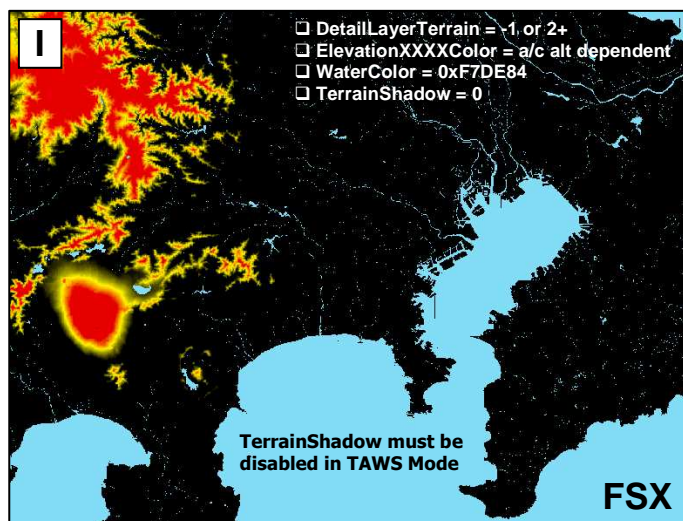 I
❑ DetailLayerTerrain = -1 or 2+
❑ ElevationXXXXColor = a/c alt dependent
❑ WaterColor = 0xF7DE84
❑ TerrainShadow = 0
TerrainShadow must be
disabled in TAWS Mode
FSX